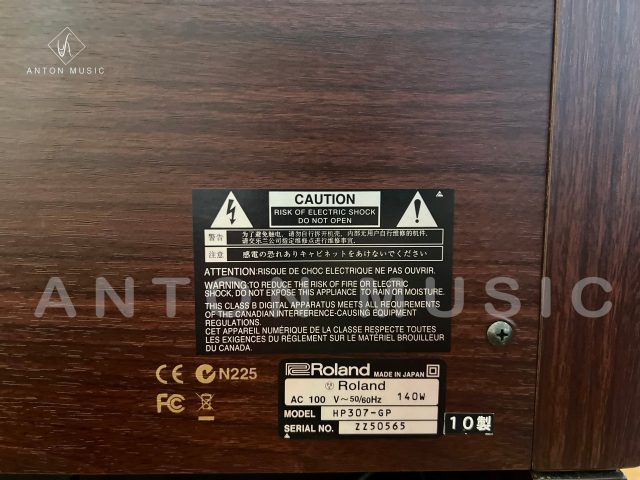 ANTON MUSIC
CAUTION
RISK OF ELECTRIC SHOCK
DO NOT OPEN
警告
为了避免触电，请勿自行拆开机壳，内部无用户自行维修的机件，
请交乐兰公司指定维修点进行维修事宜。
注意
感電の恐れありキャビネットをあけないでください
ATTENTION:RISQUE DE CHOC ELECTRIQUE NE PAS OUVRIR.
WARNING:TO REDUCE THE RISK OF FIRE OR ELECTRIC
SHOCK, DO NOT EXPOSE THIS APPLIANCE TO RAIN OR MOISTURE.
ANTON MUSIC
THIS CLASS B DIGITAL APPARATUS MEETS ALL REQUIREMENTS
OF THE CANADIAN INTERFERENCE-CAUSING EQUIPMENT
REGULATIONS.
CET APPAREIL NUMÉRIQUE DE LA CLASSE RESPECTE TOUTES
LES EXIGENCES DU RÉGLEMENT SUR LE MATÉRIEL BROUILLEUR
DU CANADA.
CE N225
FC
Roland MADE IN JAPAN
Roland
AC 100 V~50/60Hz 140W
MODEL HP307-GP
SERIAL NO. ZZ50565
10製